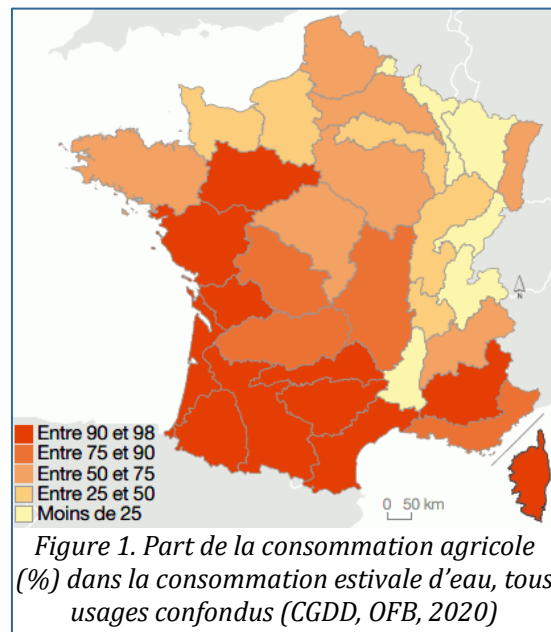 N
Entre 90 et 98
Entre 75 et 90
Entre 50 et 75
Entre 25 et 50
Moins de 25
0 50 km
Figure 1. Part de la consommation agricole
(%) dans la consommation estivale d'eau, tous
usages confondus (CGDD, OFB, 2020)